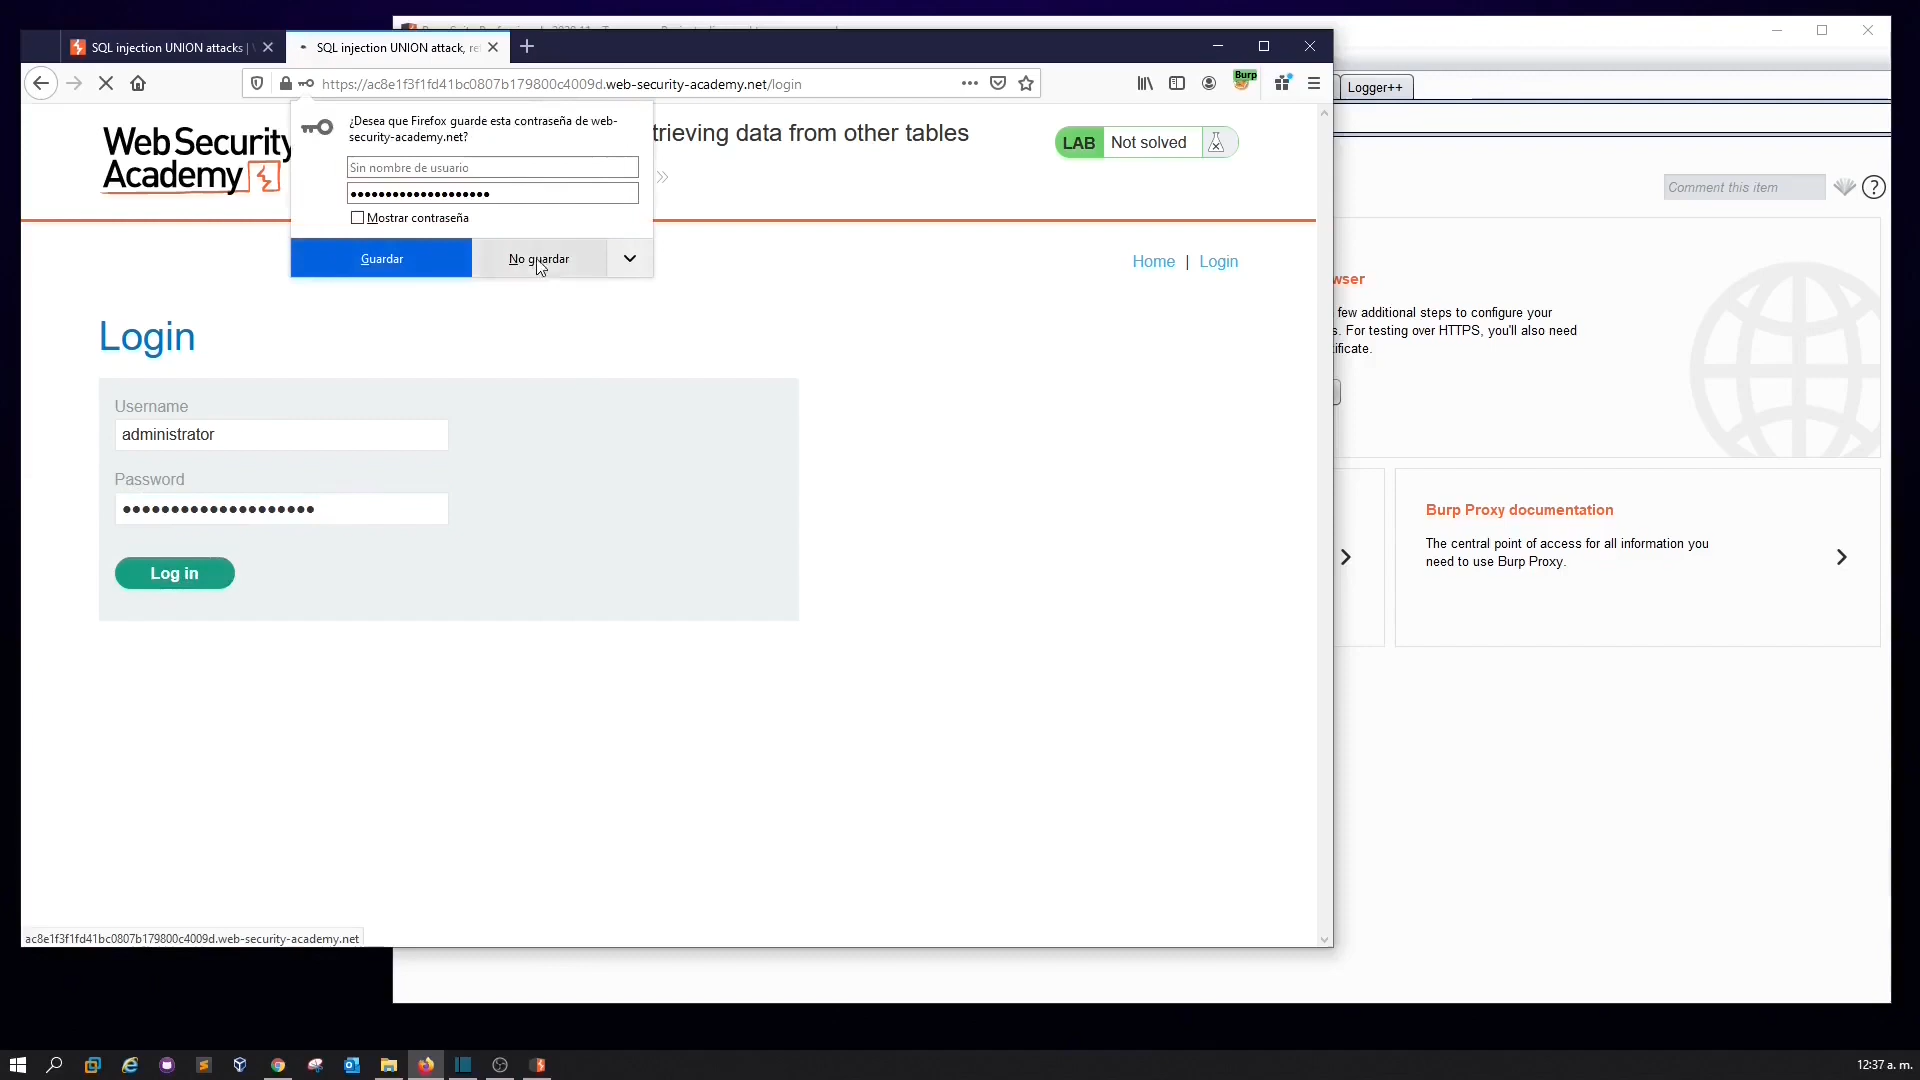 SQL injection UNION attacks |
SQL injection UNION attack, re
https://ac8e1f3f1fd41bc0807b179800c4009d.web-security-academy.net/login
Burp
Logger++
¿Desea que Firefox guarde esta contraseña de web-
security-academy.net?
Sin nombre de usuario
••••••••••••••••••••
Mostrar contraseña
Guardar
No guardar
Web Security
Academy
trieving data from other tables
LAB
Not solved
Comment this item
Home | Login
Login
Username
administrator
Password
••••••••••••••••••••
Log in
wser
few additional steps to configure your
s. For testing over HTTPS, you'll also need
tificate.
Burp Proxy documentation
The central point of access for all information you
need to use Burp Proxy.
ac8e1f3f1fd41bc0807b179800c4009d.web-security-academy.net
12:37 a. m.